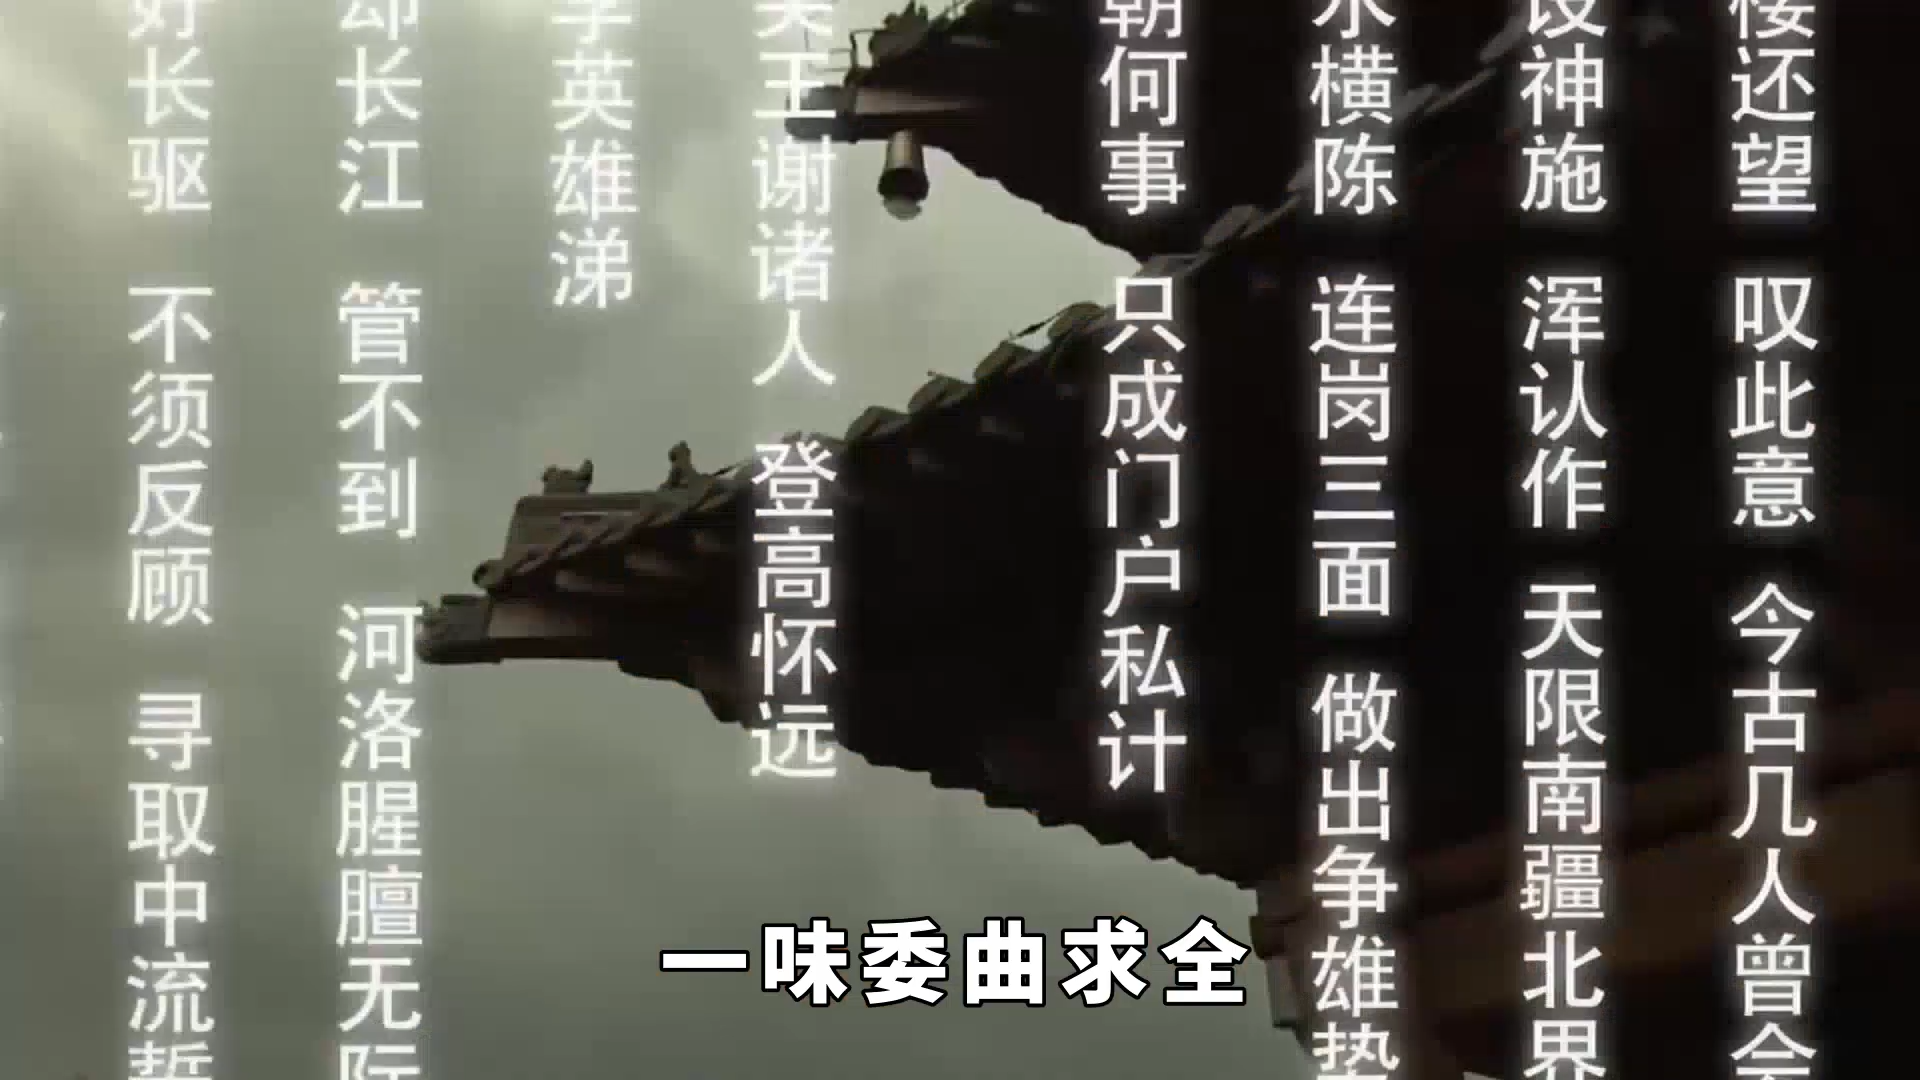 楼还望 叹此意 今古几人曾会
设神施 浑认作 天限南疆北界
水横陈 连岗三面 做出争雄势
朝何事 只成门户私计
笑王谢诸人 登高怀远
学英雄涕
却长江 管不到 河洛腥膻无际
好长驱 不须反顾 寻取中流誓
一味委曲求全